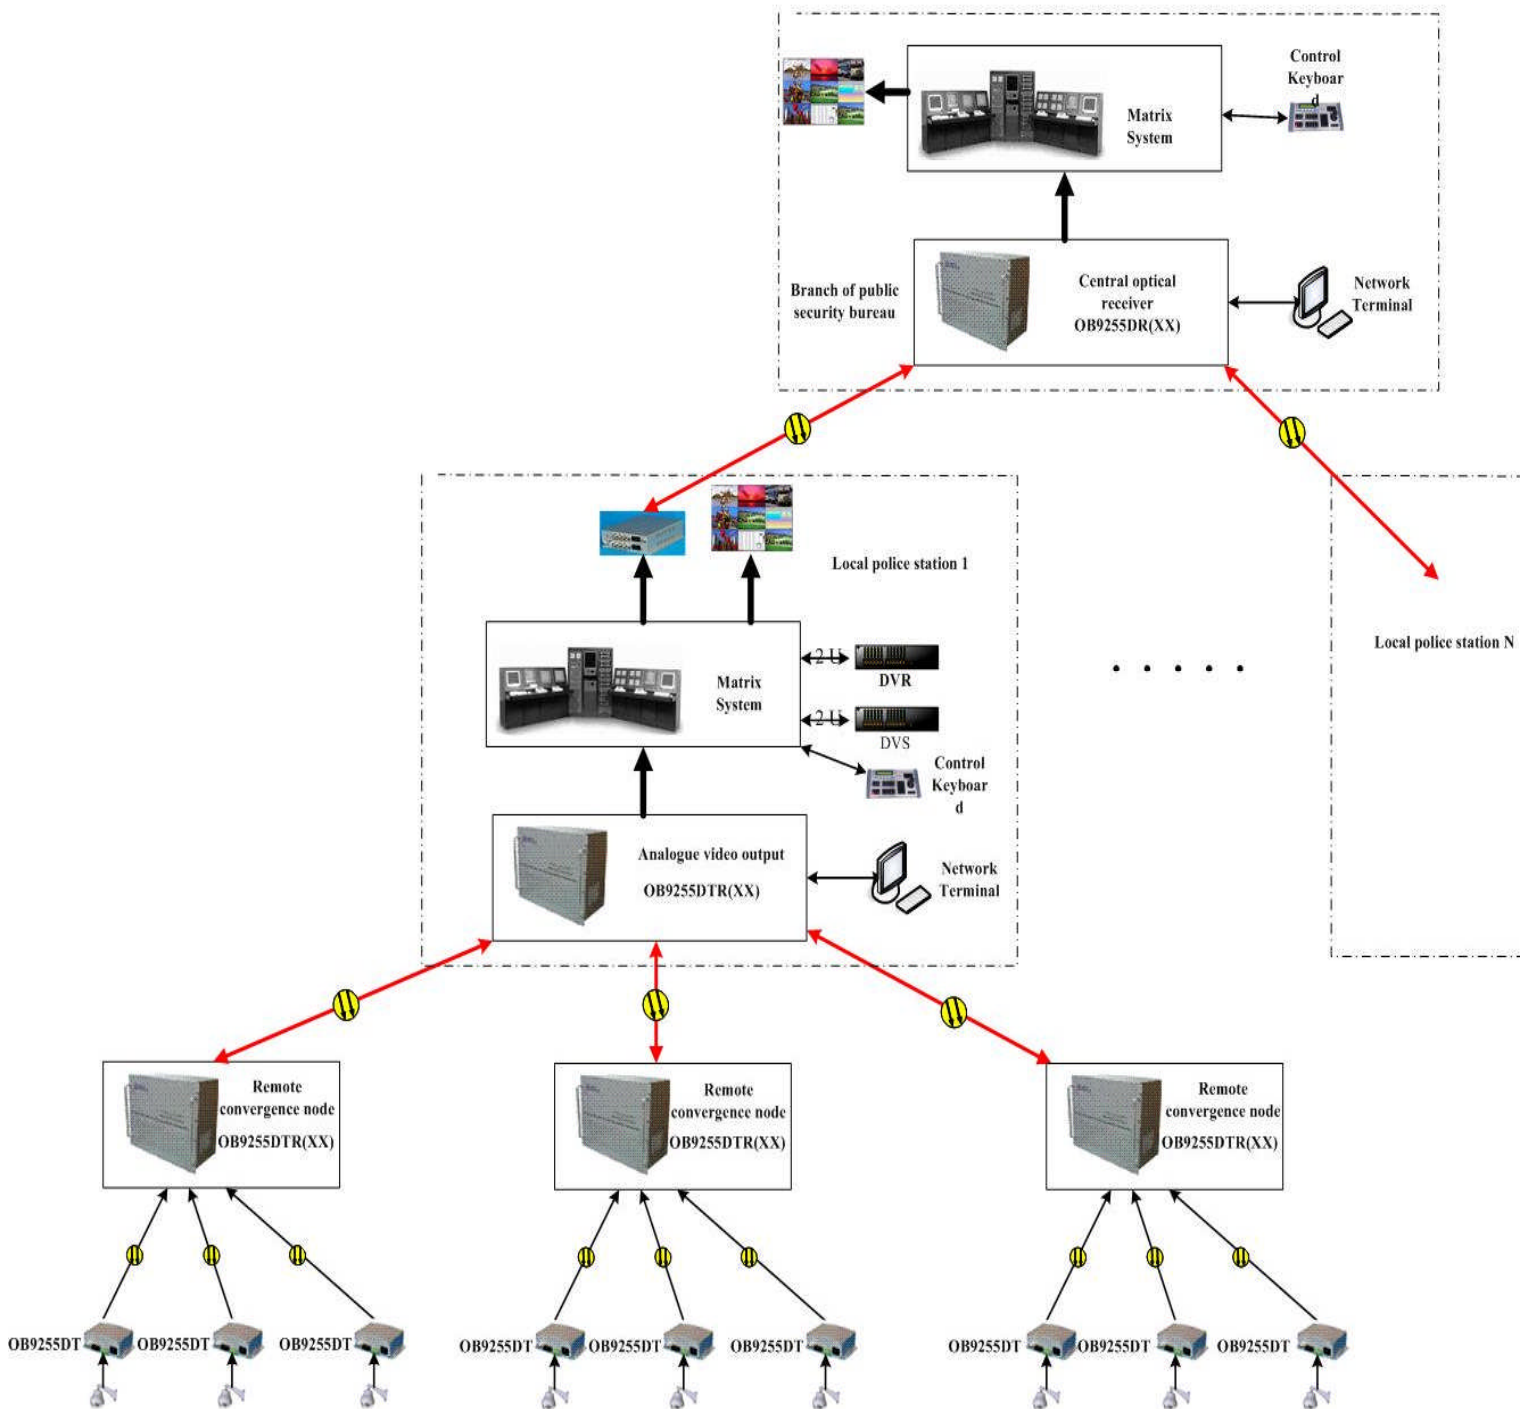 Control
Keyboar
d
Matrix
System
Branch of public
security bureau
Central optical
receiver
OB9255DR(XX)
Network
Terminal
Local police station 1
Local police station N
Matrix
System
2 U
DVR
2 U
DVS
Control
Keyboar
d
Analogue video output
OB9255DTR(XX)
Network
Terminal
Remote
convergence node
OB9255DTR(XX)
Remote
convergence node
OB9255DTR(XX)
Remote
convergence node
OB9255DTR(XX)
OB9255DT
OB9255DT
OB9255DT
OB9255DT
OB9255DT
OB9255DT
OB9255DT
OB9255DT
OB9255DT